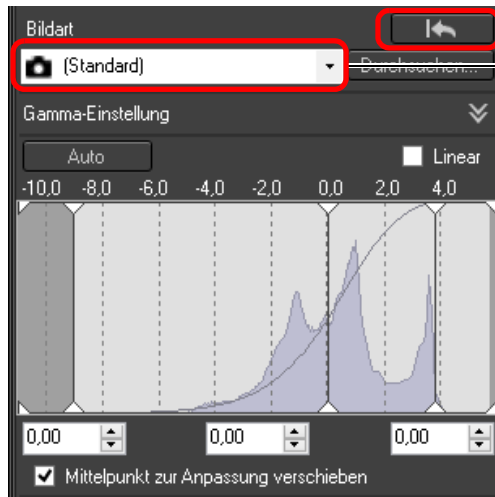 Bildart
(Standard)
Durchsuchen...
Gamma-Einstellung
Auto
Linear
-10,0 -8,0 -6,0 -4,0 -2,0 0,0 2,0 4,0
0,00 0,00 0,00
Mittelpunkt zur Anpassung verschieben